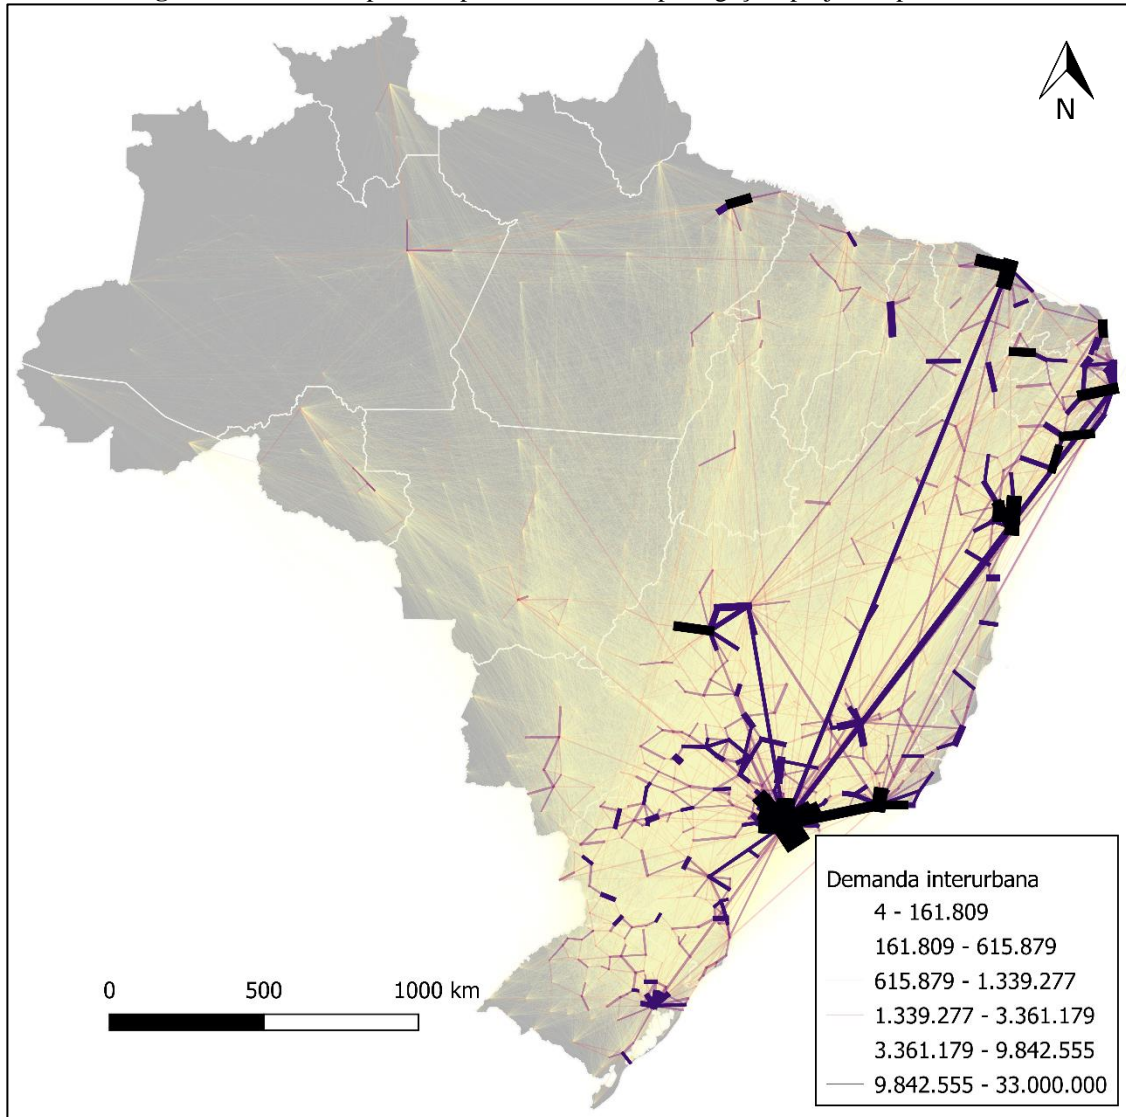 N
Demanda interurbana
4 - 161.809
161.809 - 615.879
615.879 - 1.339.277
1.339.277 - 3.361.179
3.361.179 - 9.842.555
9.842.555 - 33.000.000
0 500 1000 km